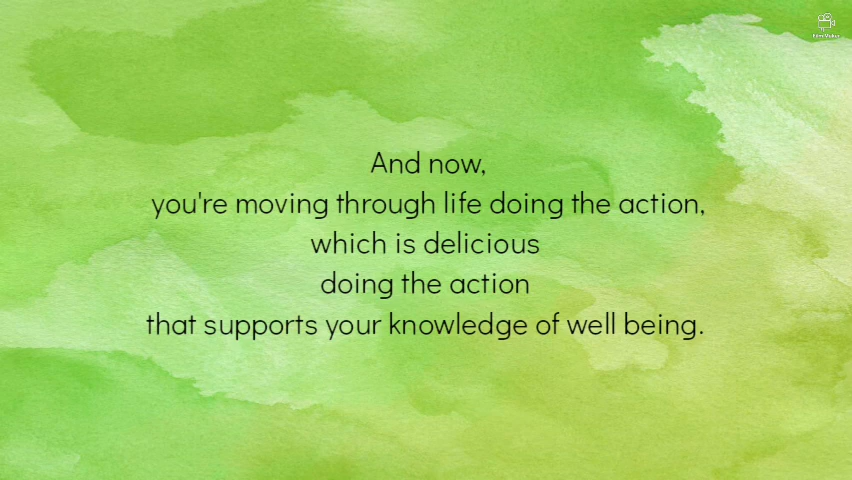 And now,
you're moving through life doing the action,
which is delicious
doing the action
that supports your knowledge of well being.